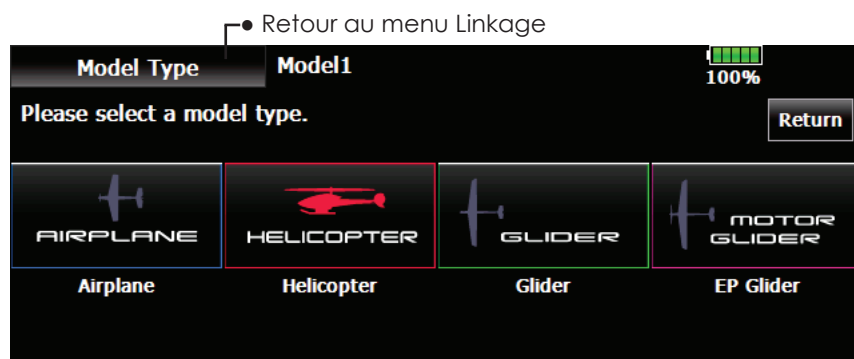 Retour au menu Linkage
Model Type
Model1
100%
Please select a model type.
Return
AIRPLANE
HELICOPTER
GLIDER
MOTOR
GLIDER
Airplane
Helicopter
Glider
EP Glider